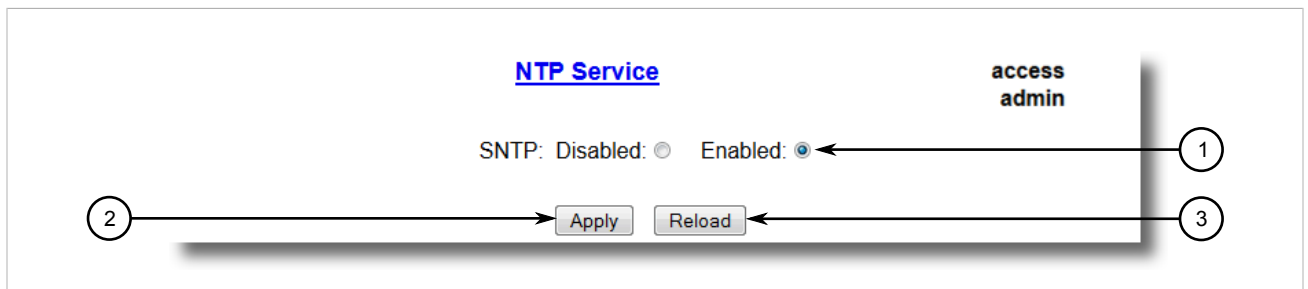 NTP Service
access
admin
SNTP: Disabled: Enabled:
1
2
Apply Reload
3